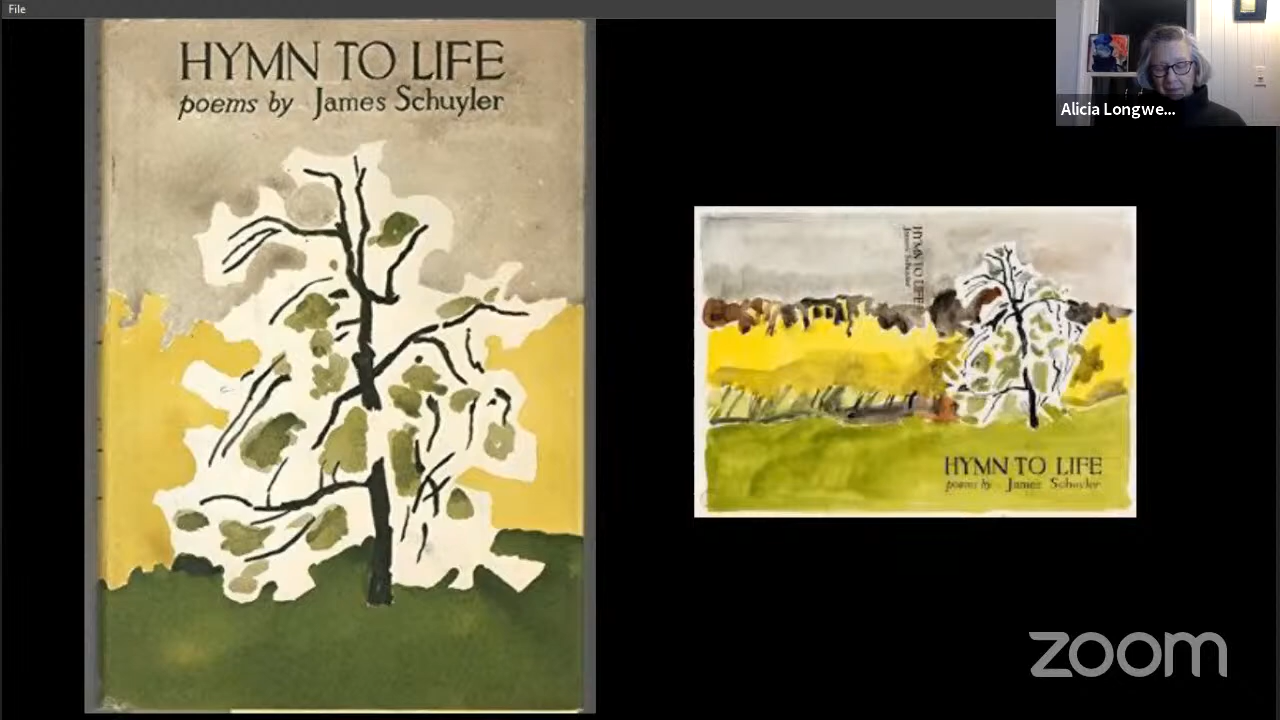 File
HYMN TO LIFE
poems by James Schuyler
Alicia Longwe...
HYMN TO LIFE
James Schuyler
HYMN TO LIFE
poems by James Schuyler
zoom